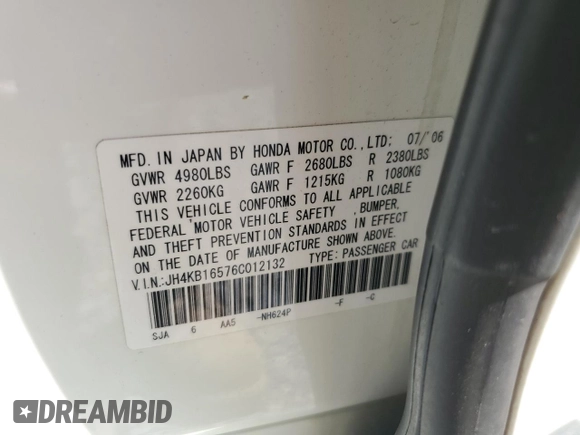 MFD. IN JAPAN BY HONDA MOTOR CO., LTD: 07/'06
GVWR 4980LBS GAWR F 2680LBS R 2380LBS
GVWR 2260KG GAWR F 1215KG R 1080KG
THIS VEHICLE CONFORMS TO ALL APPLICABLE
FEDERAL MOTOR VEHICLE SAFETY , BUMPER,
AND THEFT PREVENTION STANDARDS IN EFFECT
ON THE DATE OF MANUFACTURE SHOWN ABOVE.
V.I.N.:JH4KB16576C012132 TYPE: PASSENGER CAR
SJA 6 AA5 -NH624P -F -C
DREAMBID